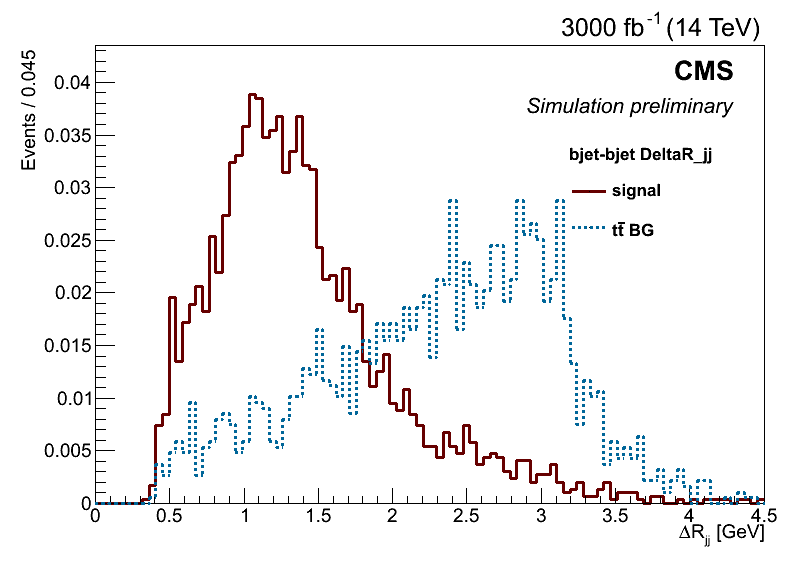 3000 fb⁻¹ (14 TeV)
CMS
Simulation preliminary
bjet-bjet DeltaR_jj
signal
tt̄ BG
Events / 0.045
0.04
0.035
0.03
0.025
0.02
0.015
0.01
0.005
0
0 0.5 1 1.5 2 2.5 3 3.5 4 4.5
ΔR_jj [GeV]